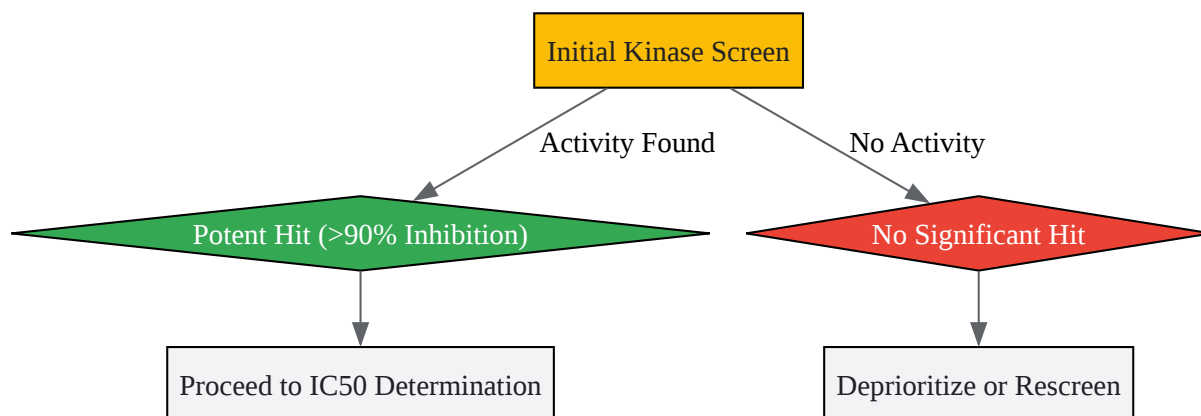 Initial Kinase Screen
Activity Found
No Activity
Potent Hit (>90% Inhibition)
No Significant Hit
Proceed to IC50 Determination
Deprioritize or Rescreen